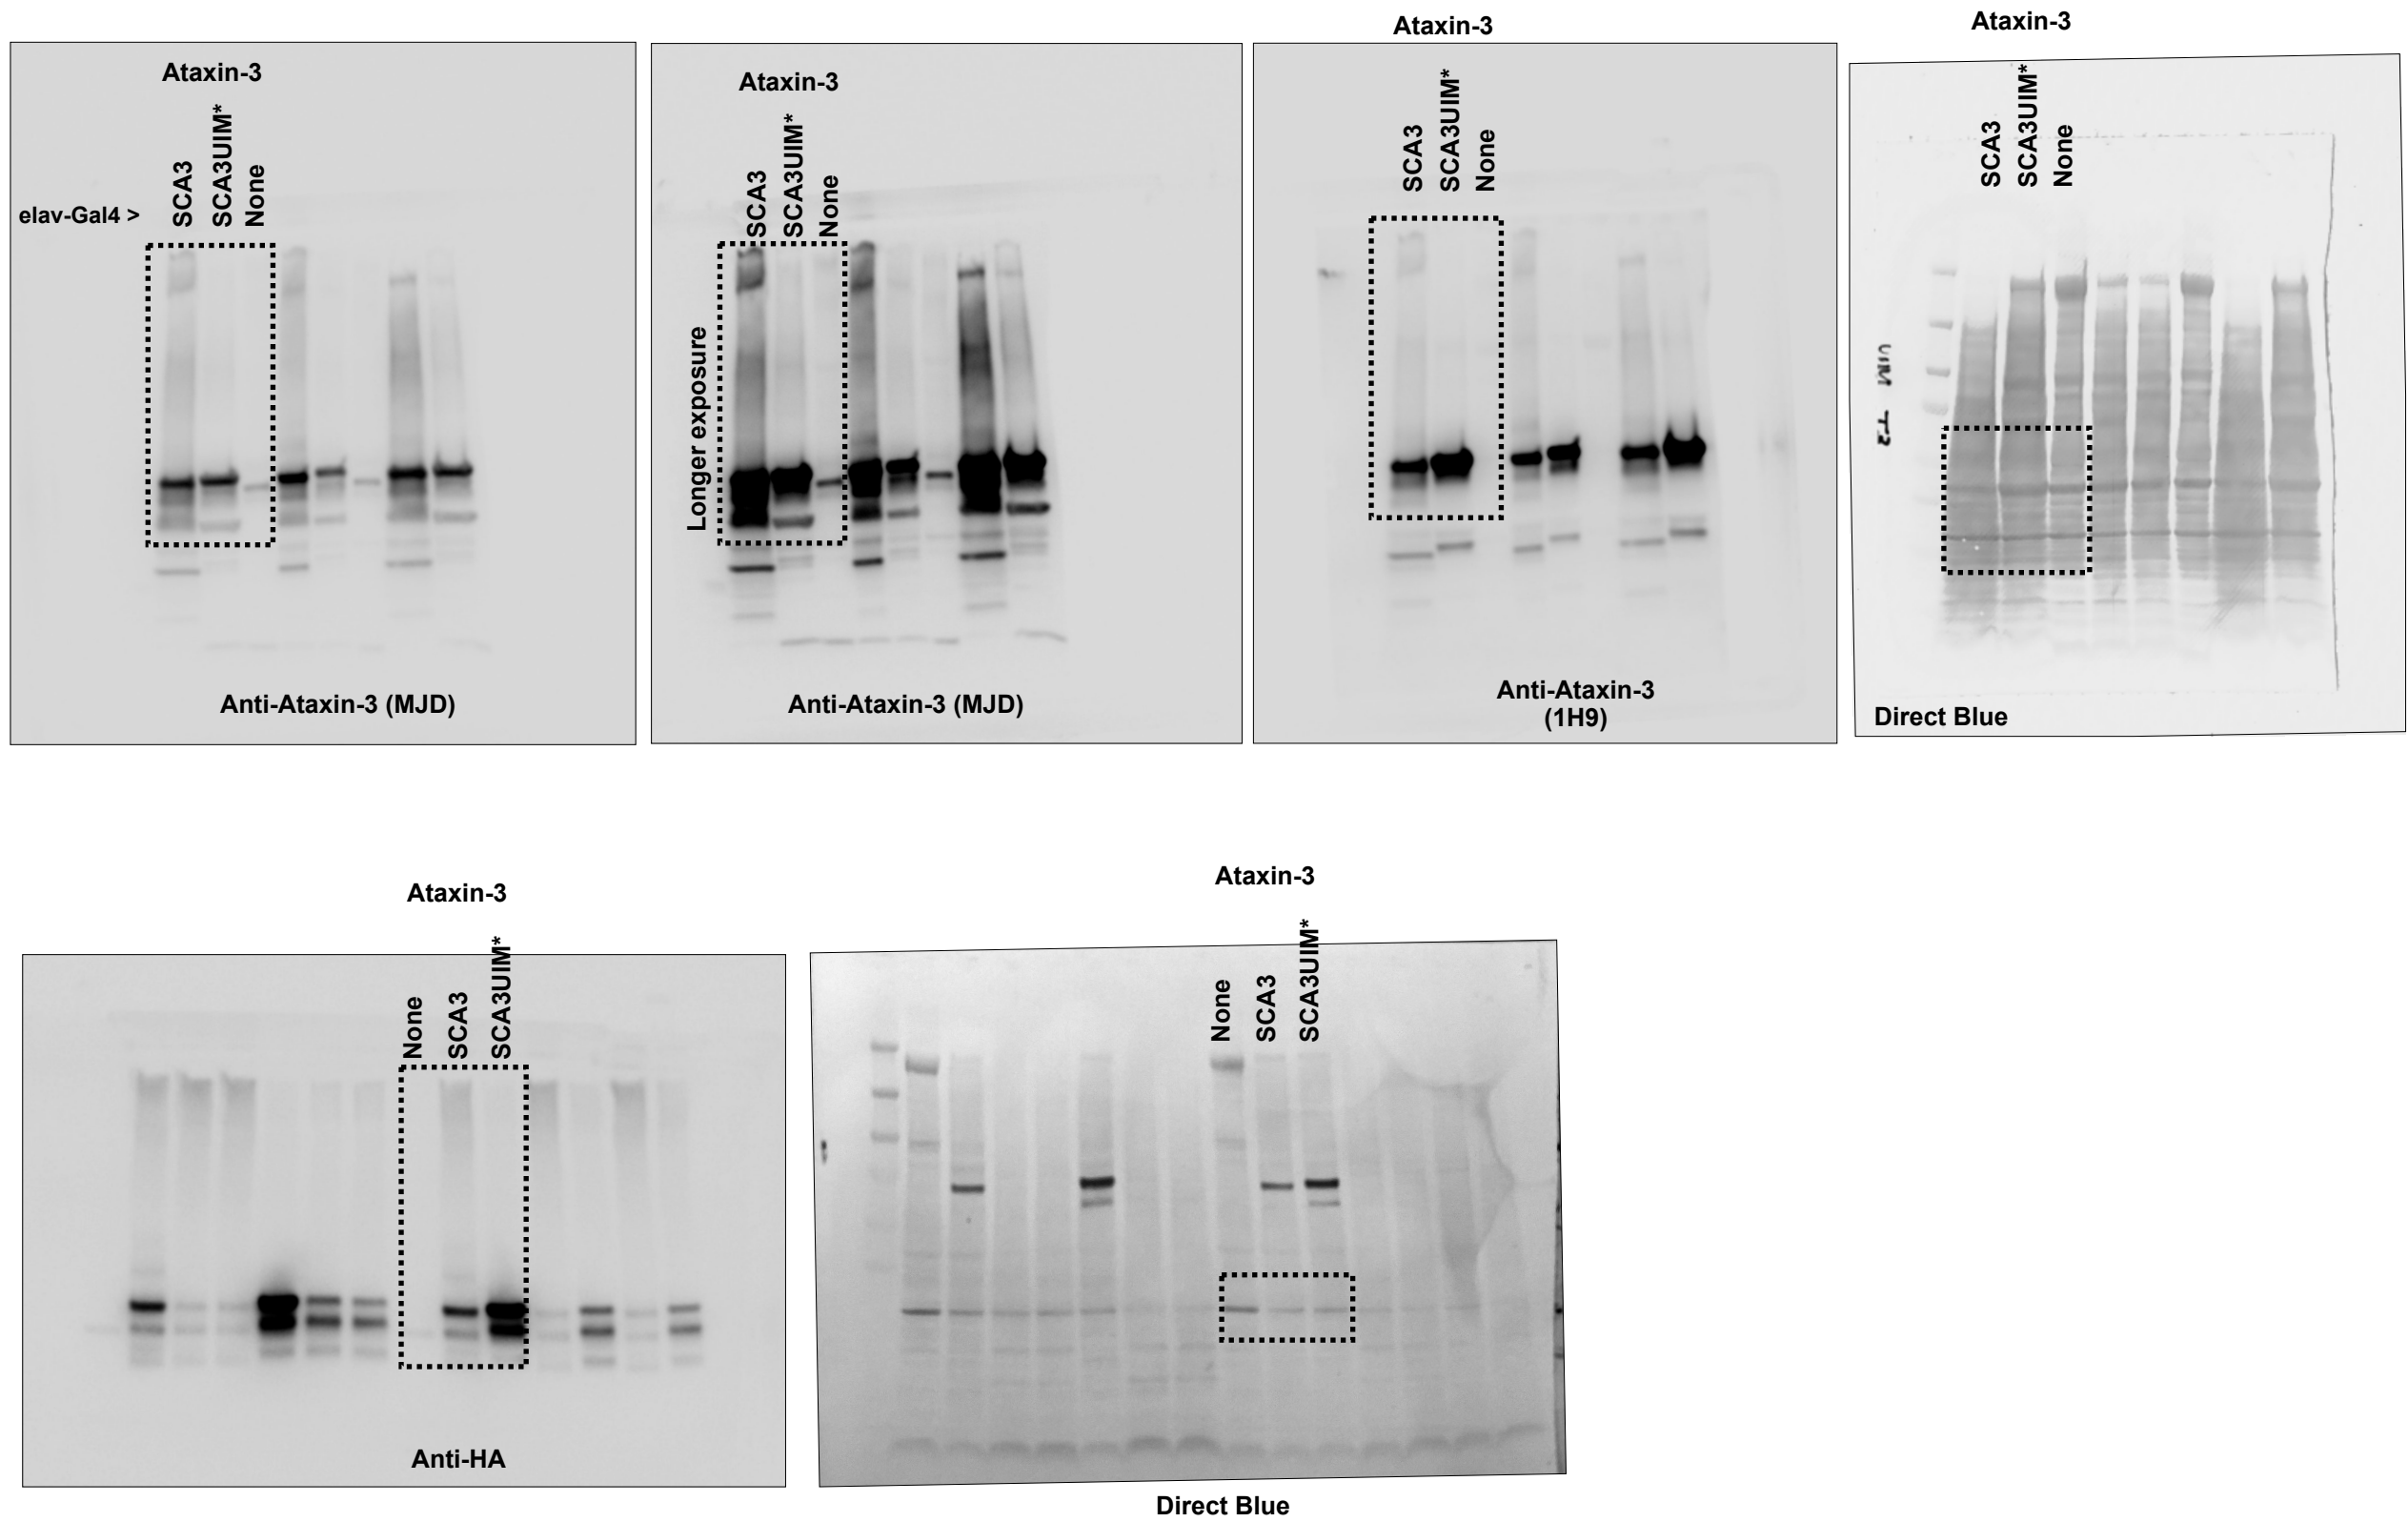 Ataxin-3
SCA3
SCA3UIM*
None
elav-Gal4 >
Anti-Ataxin-3 (MJD)
Ataxin-3
SCA3
SCA3UIM*
None
Longer exposure
Anti-Ataxin-3 (MJD)
Ataxin-3
SCA3
SCA3UIM*
None
Anti-Ataxin-3
(1H9)
Ataxin-3
SCA3
SCA3UIM*
None
UIM
Direct Blue
Ataxin-3
None
SCA3
SCA3UIM*
Anti-HA
Ataxin-3
None
SCA3
SCA3UIM*
Direct Blue